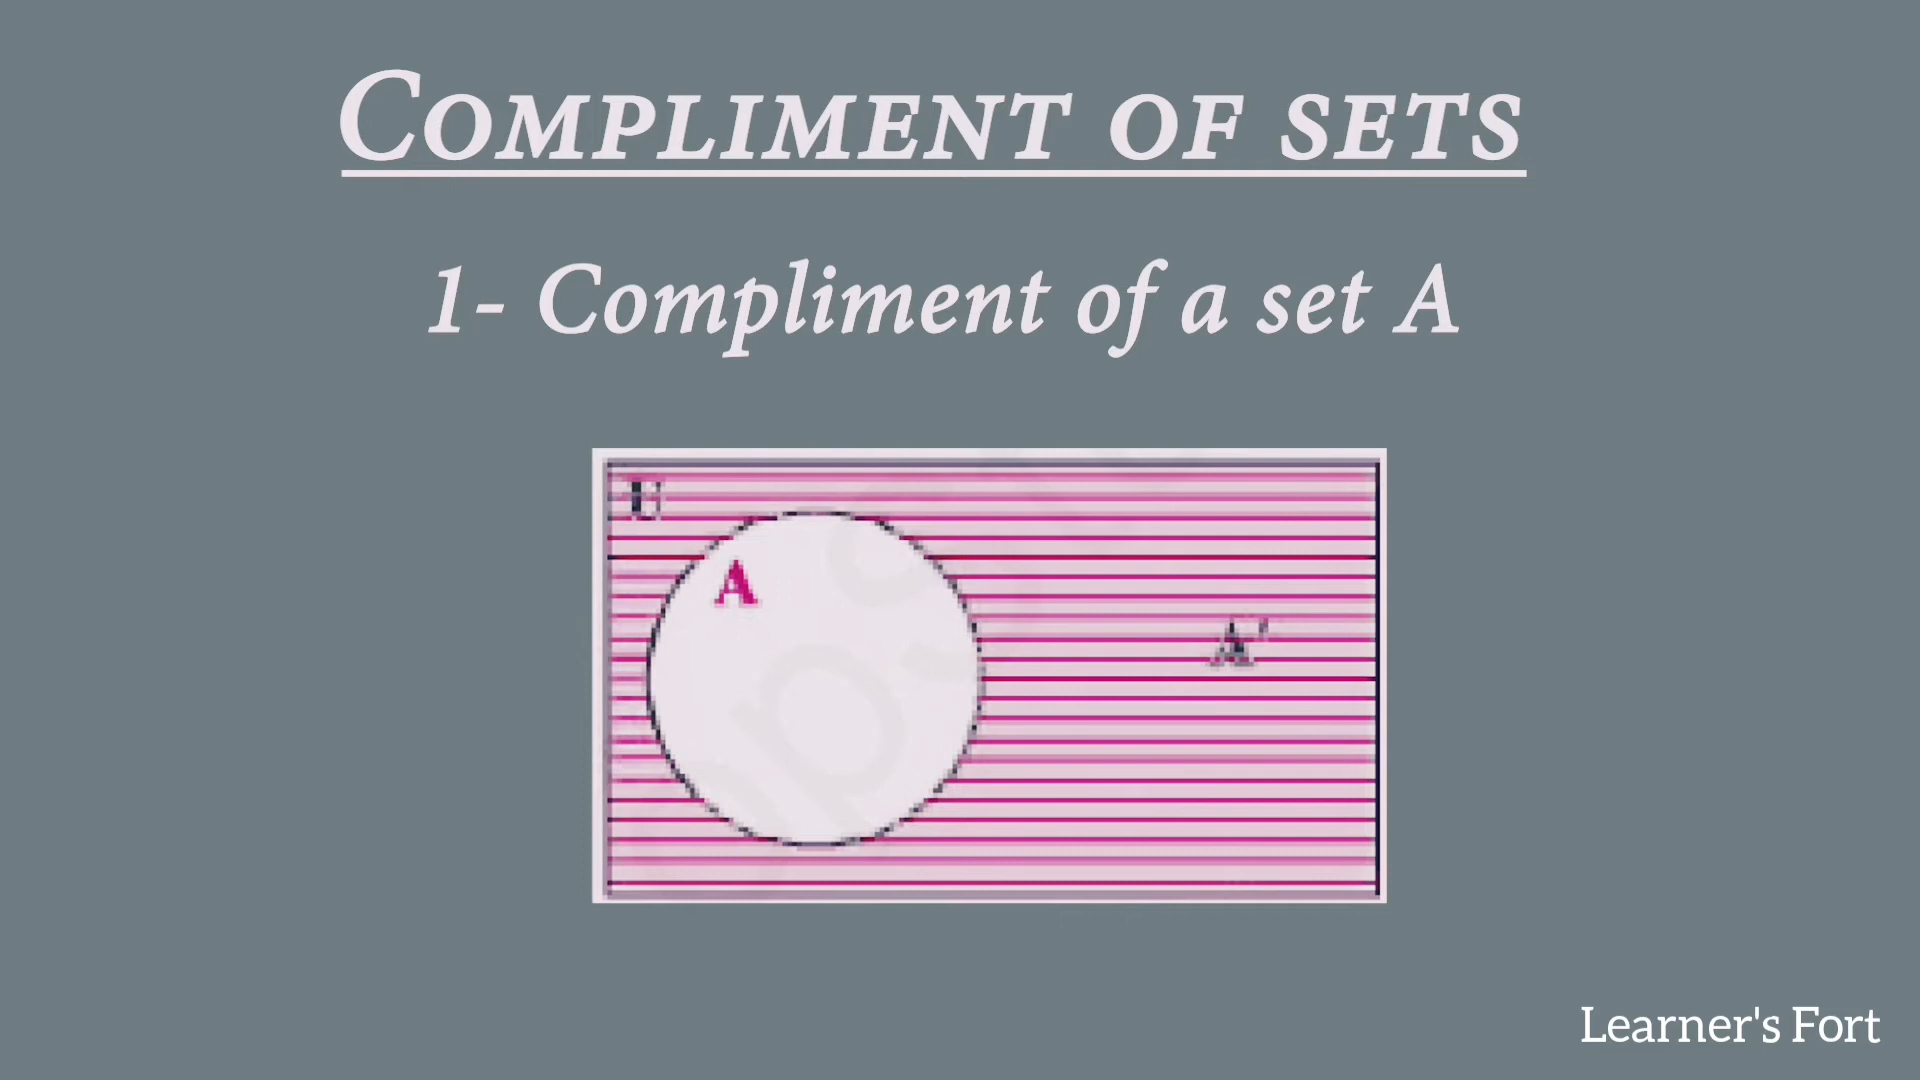 COMPLIMENT OF SETS
1- Compliment of a set A
U
A
A'
Learner's Fort